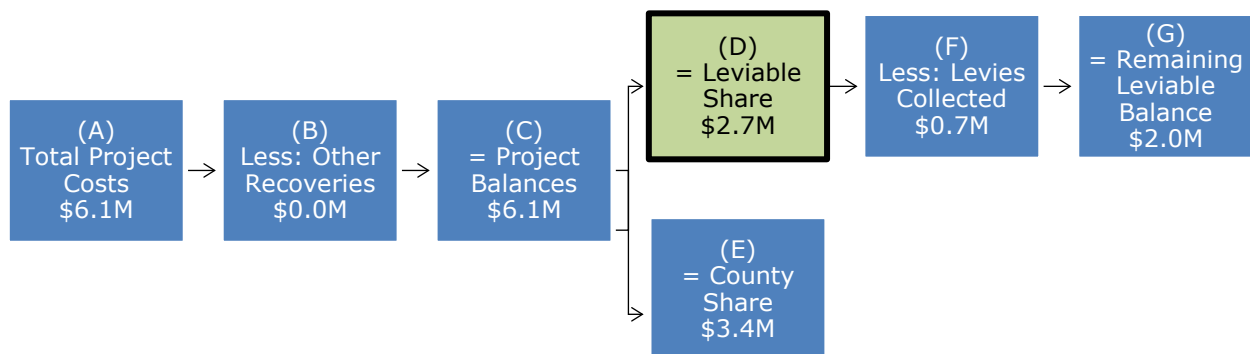 (A)
Total Project
Costs
$6.1M
(B)
Less: Other
Recoveries
$0.0M
(C)
= Project
Balances
$6.1M
(D)
= Leviable
Share
$2.7M
(E)
= County
Share
$3.4M
(F)
Less: Levies
Collected
$0.7M
(G)
= Remaining
Leviable
Balance
$2.0M